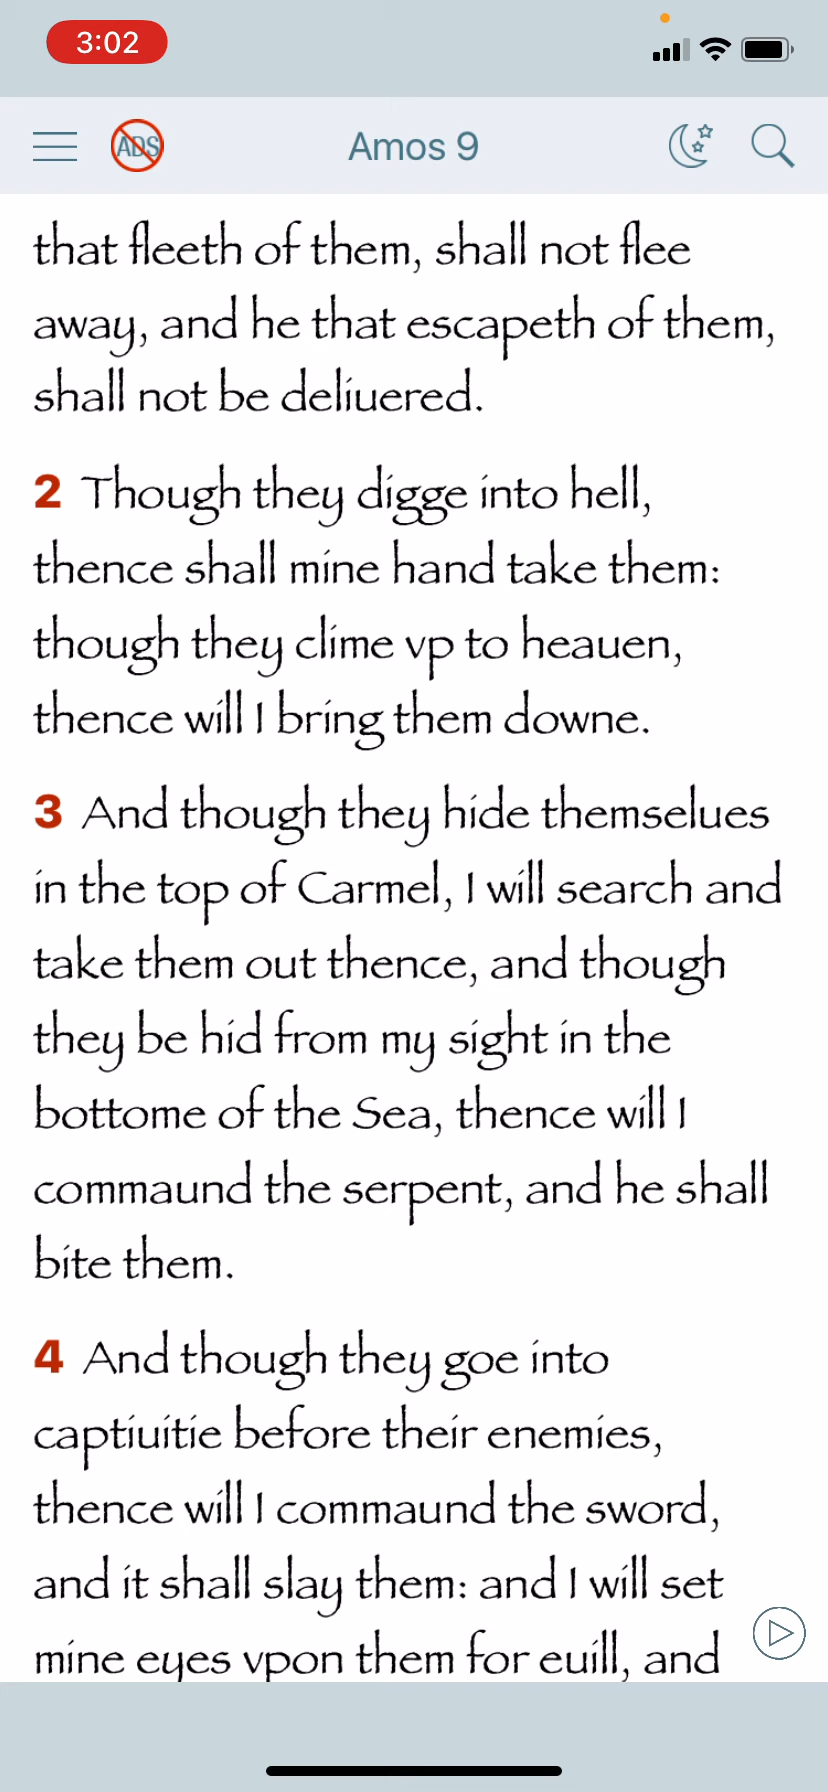 3:02
ADS
Amos 9
that fleeth of them, shall not flee
away, and he that escapeth of them,
shall not be deliuered.
2 Though they digge into hell,
thence shall mine hand take them:
though they clime vp to heauen,
thence will I bring them downe.
3 And though they hide themselues
in the top of Carmel, I will search and
take them out thence, and though
they be hid from my sight in the
bottome of the Sea, thence will I
commaund the serpent, and he shall
bite them.
4 And though they goe into
captiuitie before their enemies,
thence will I commaund the sword,
and it shall slay them: and I will set
mine eyes vpon them for euill, and